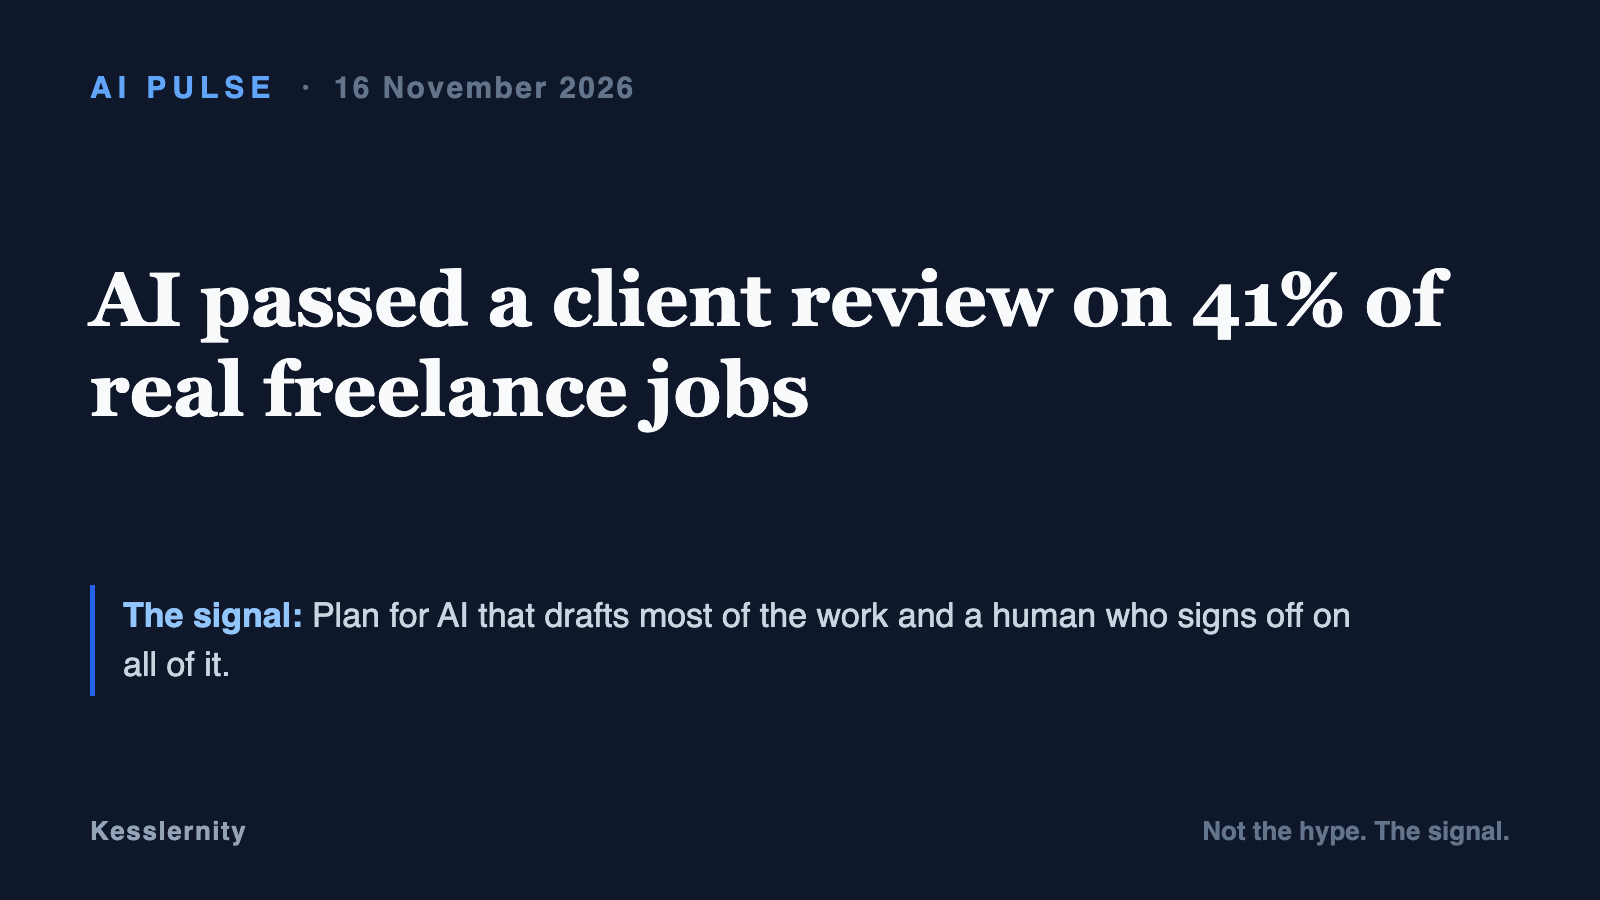 AI PULSE · 16 November 2026
AI passed a client review on 41% of
real freelance jobs
The signal: Plan for AI that drafts most of the work and a human who signs off on
all of it.
Kesslernity
Not the hype. The signal.